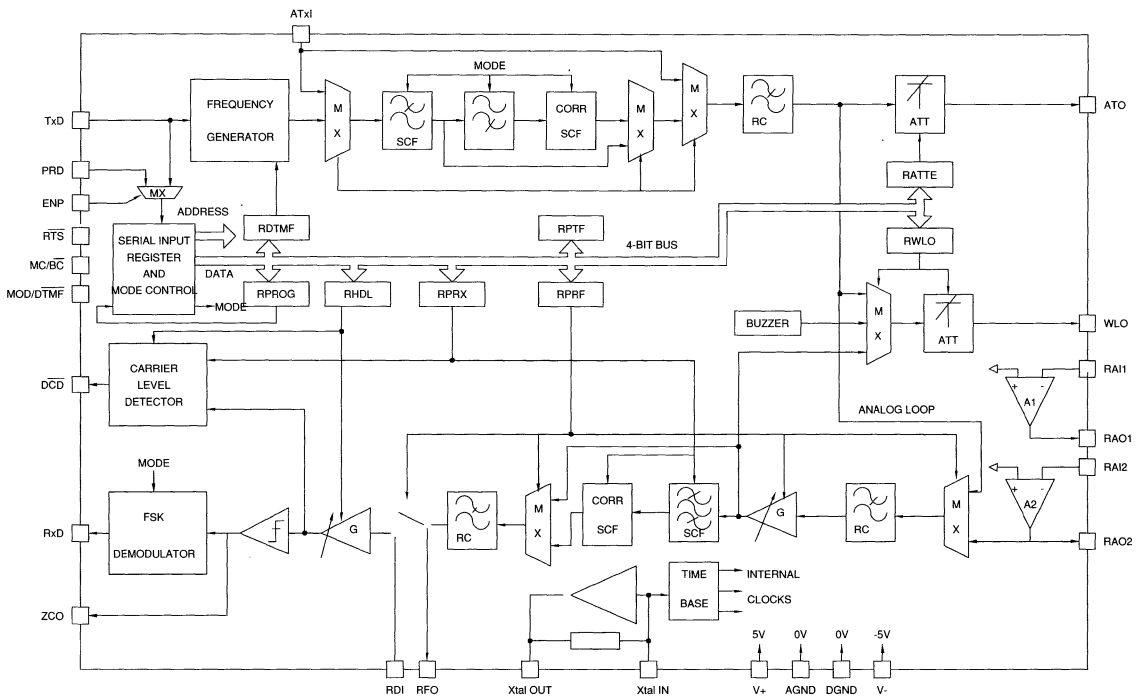 ATxI
MODE
FREQUENCY
GENERATOR
M
X
SCF
CORR
SCF
M
X
M
X
RC
ATT
ATO
TxD
PRD
MX
ENP
RATTE
ADDRESS
RTS
SERIAL INPUT
REGISTER
AND
MODE CONTROL
RDTMF
RPTF
4-BIT BUS
RWLO
MC/BC
DATA
MOD/DTMF
MODE
RPROG
RHDL
RPRX
RPRF
BUZZER
M
X
ATT
WLO
CARRIER
LEVEL
DETECTOR
DCD
RAI1
+ -
A1
ANALOG LOOP
RAO1
MODE
RAI2
+ -
A2
FSK
DEMODULATOR
RxD
G
RC
M
X
CORR
SCF
SCF
G
RC
M
X
RAO2
TIME
BASE
INTERNAL
CLOCKS
ZCO
5V
0V
0V
-5V
RDI
RFO
Xtal OUT
Xtal IN
V+
AGND
DGND
V-